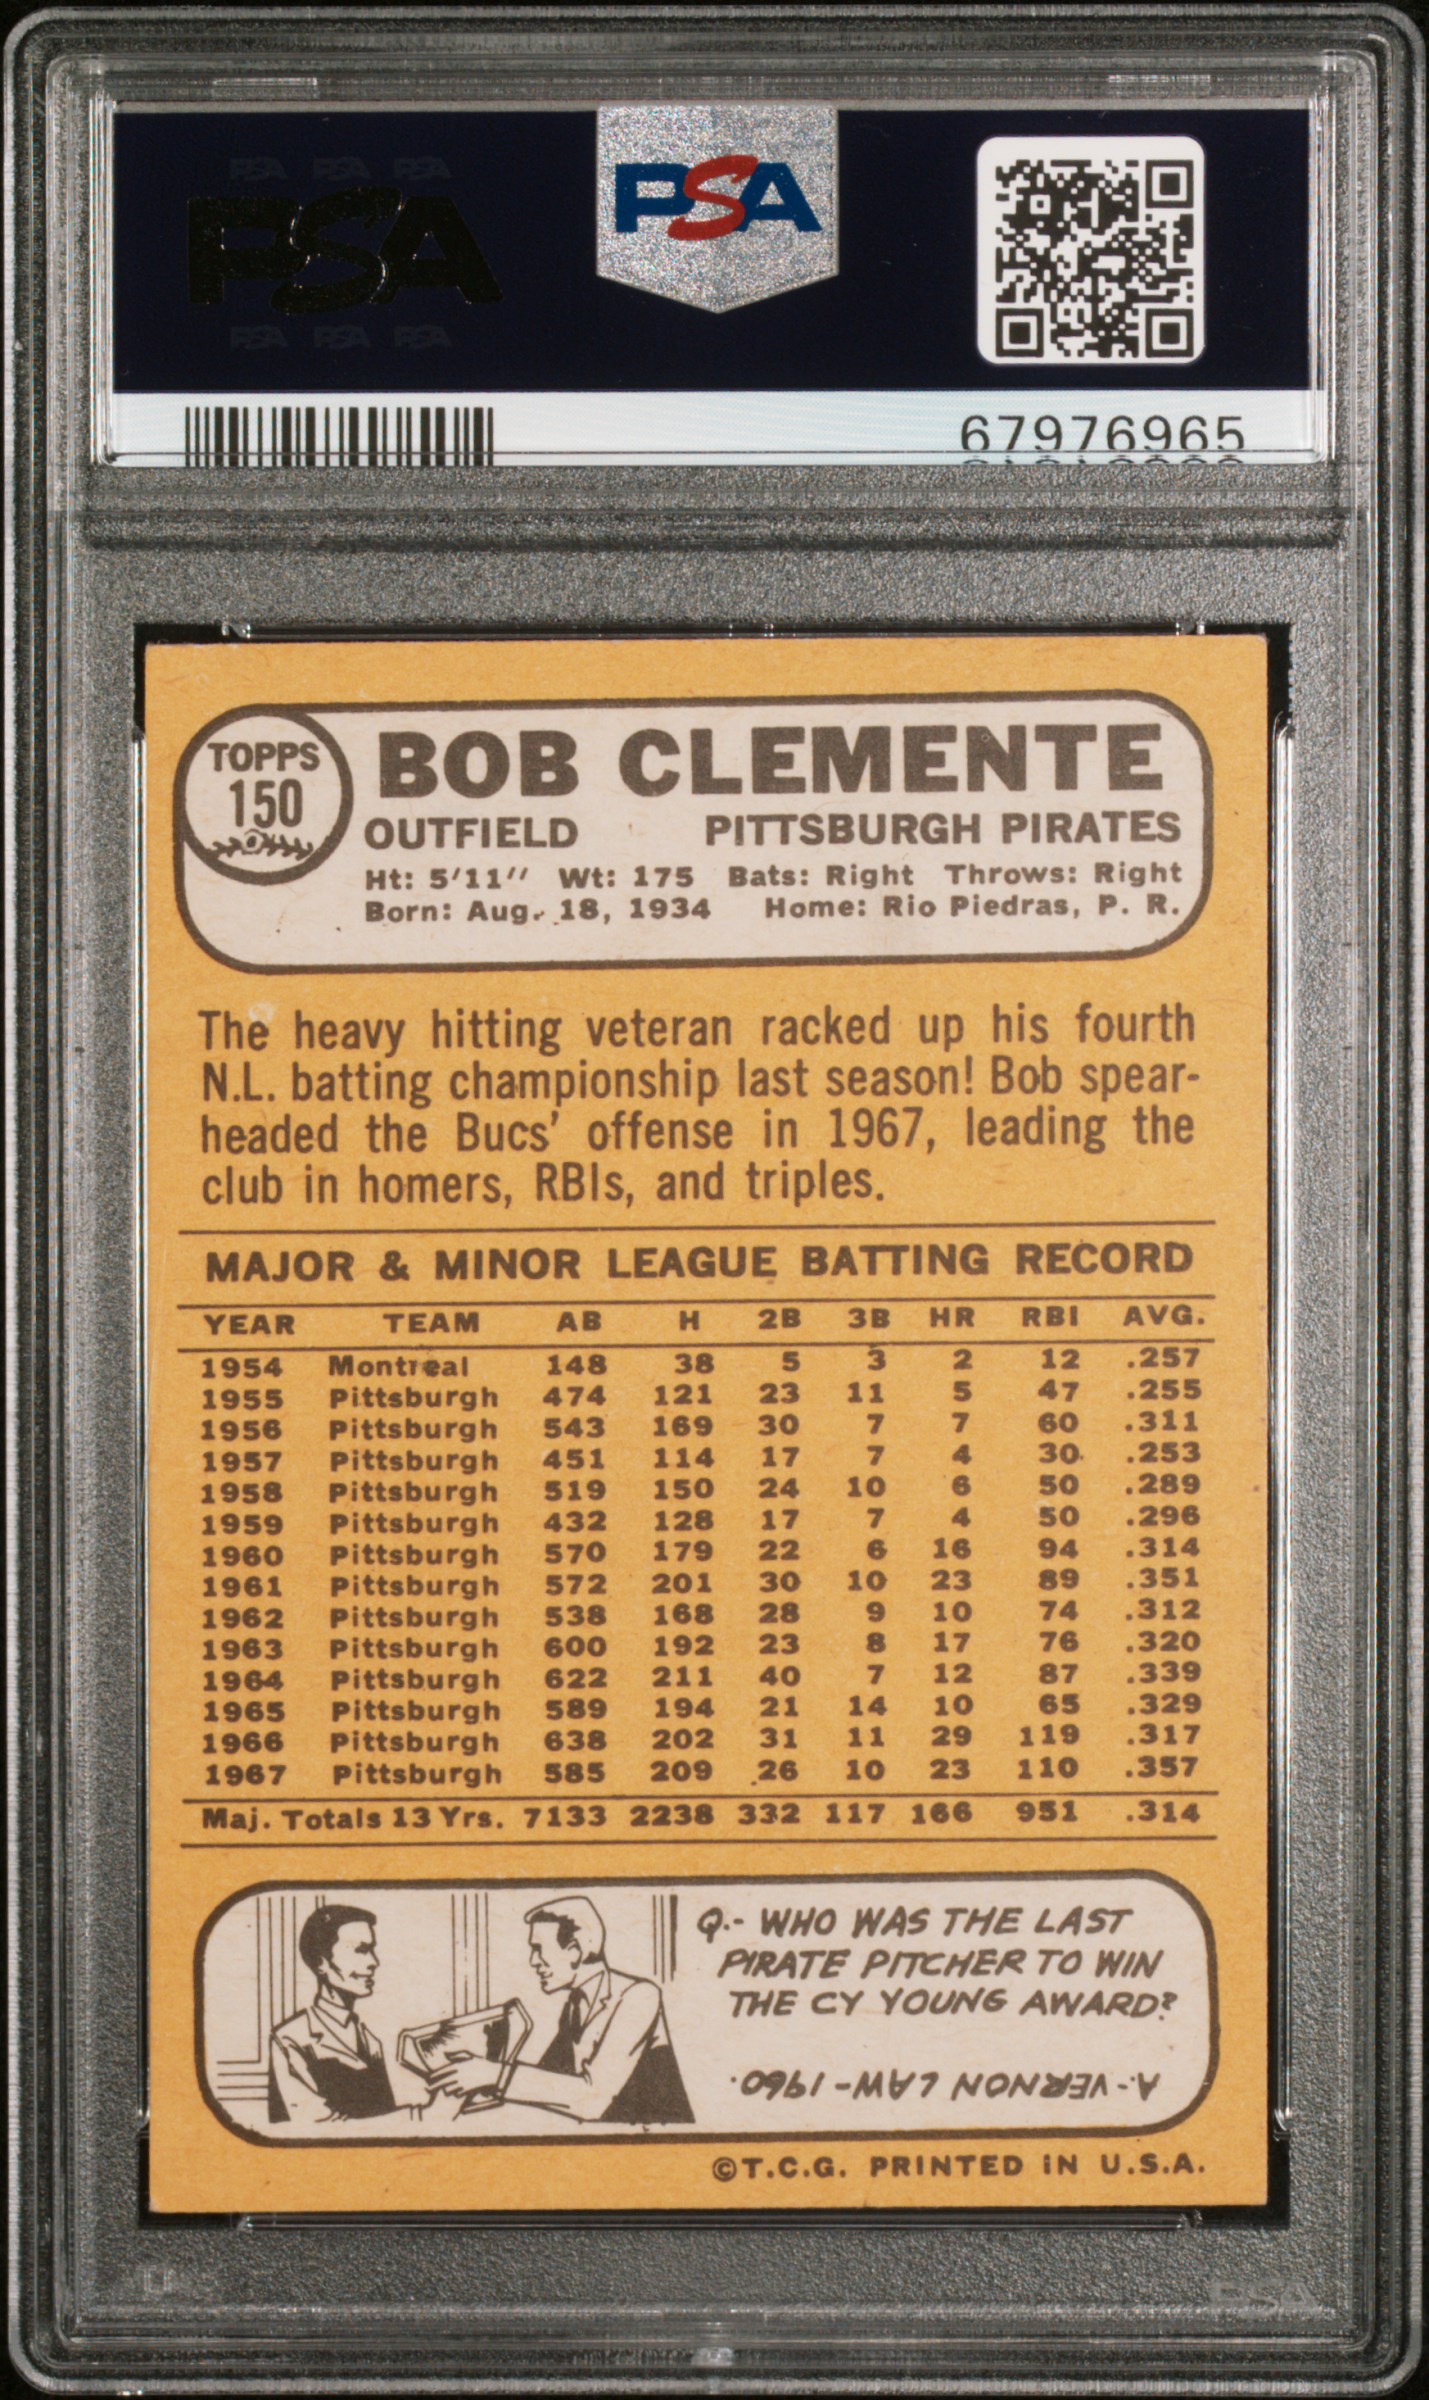 PSA PSA PSA
PSA
PSA PSA PSA
PSA
67976965
TOPPS
150
BOB CLEMENTE
OUTFIELD PITTSBURGH PIRATES
Ht: 5'11" Wt: 175 Bats: Right Throws: Right
Born: Aug. 18, 1934 Home: Rio Piedras, P. R.
The heavy hitting veteran racked up his fourth
N.L. batting championship last season! Bob spear-
headed the Bucs' offense in 1967, leading the
club in homers, RBIs, and triples.
MAJOR & MINOR LEAGUE BATTING RECORD
YEAR TEAM AB H 2B 3B HR RBI AVG.
1954 Montreal 148 38 5 3 2 12 .257
1955 Pittsburgh 474 121 23 11 5 47 .255
1956 Pittsburgh 543 169 30 7 7 60 .311
1957 Pittsburgh 451 114 17 7 4 30 .253
1958 Pittsburgh 519 150 24 10 6 50 .289
1959 Pittsburgh 432 128 17 7 4 50 .296
1960 Pittsburgh 570 179 22 6 16 94 .314
1961 Pittsburgh 572 201 30 10 23 89 .351
1962 Pittsburgh 538 168 28 9 10 74 .312
1963 Pittsburgh 600 192 23 8 17 76 .320
1964 Pittsburgh 622 211 40 7 12 87 .339
1965 Pittsburgh 589 194 21 14 10 65 .329
1966 Pittsburgh 638 202 31 11 29 119 .317
1967 Pittsburgh 585 209 26 10 23 110 .357
Maj. Totals 13 Yrs. 7133 2238 332 117 166 951 .314
Q.- WHO WAS THE LAST
PIRATE PITCHER TO WIN
THE CY YOUNG AWARD?
A.- VERNON LAW - 1960.
©T.C.G. PRINTED IN U.S.A.
PSA